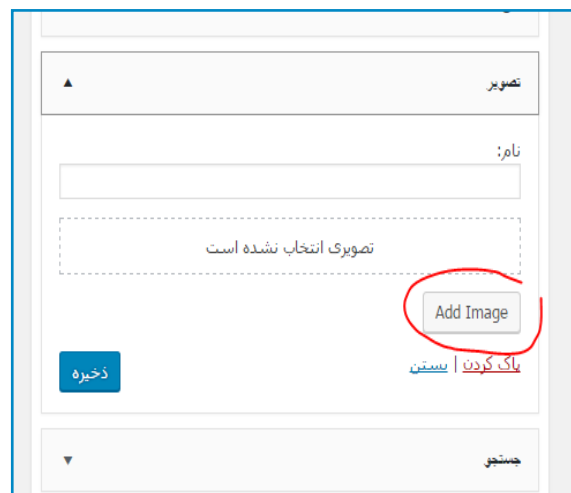 تصویر
نام:
تصویری انتخاب نشده است
Add Image
پاک کردن | بستن
ذخیره
جستجو